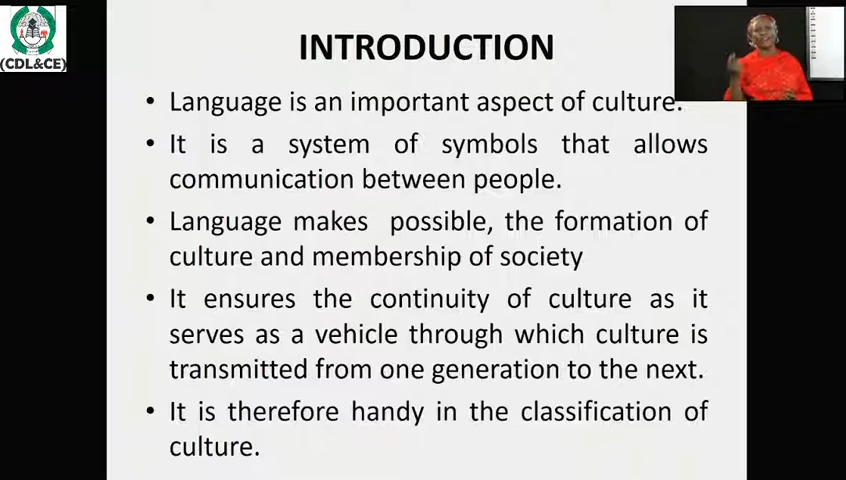 (CDL&CE)
INTRODUCTION
• Language is an important aspect of culture.
• It is a system of symbols that allows
communication between people.
• Language makes possible, the formation of
culture and membership of society
• It ensures the continuity of culture as it
serves as a vehicle through which culture is
transmitted from one generation to the next.
• It is therefore handy in the classification of
culture.